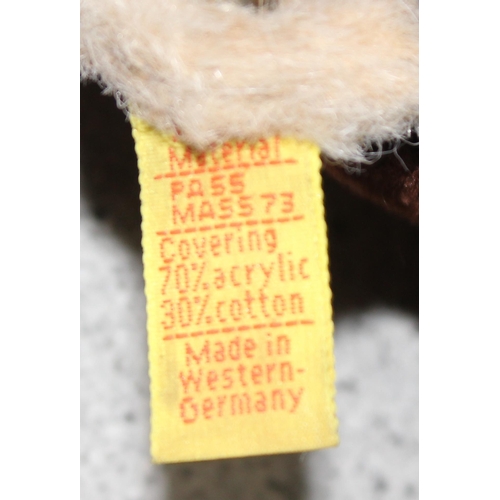 Material
PA55
MA5573
Covering
70% acrylic
30% cotton
Made in
Western-
Germany